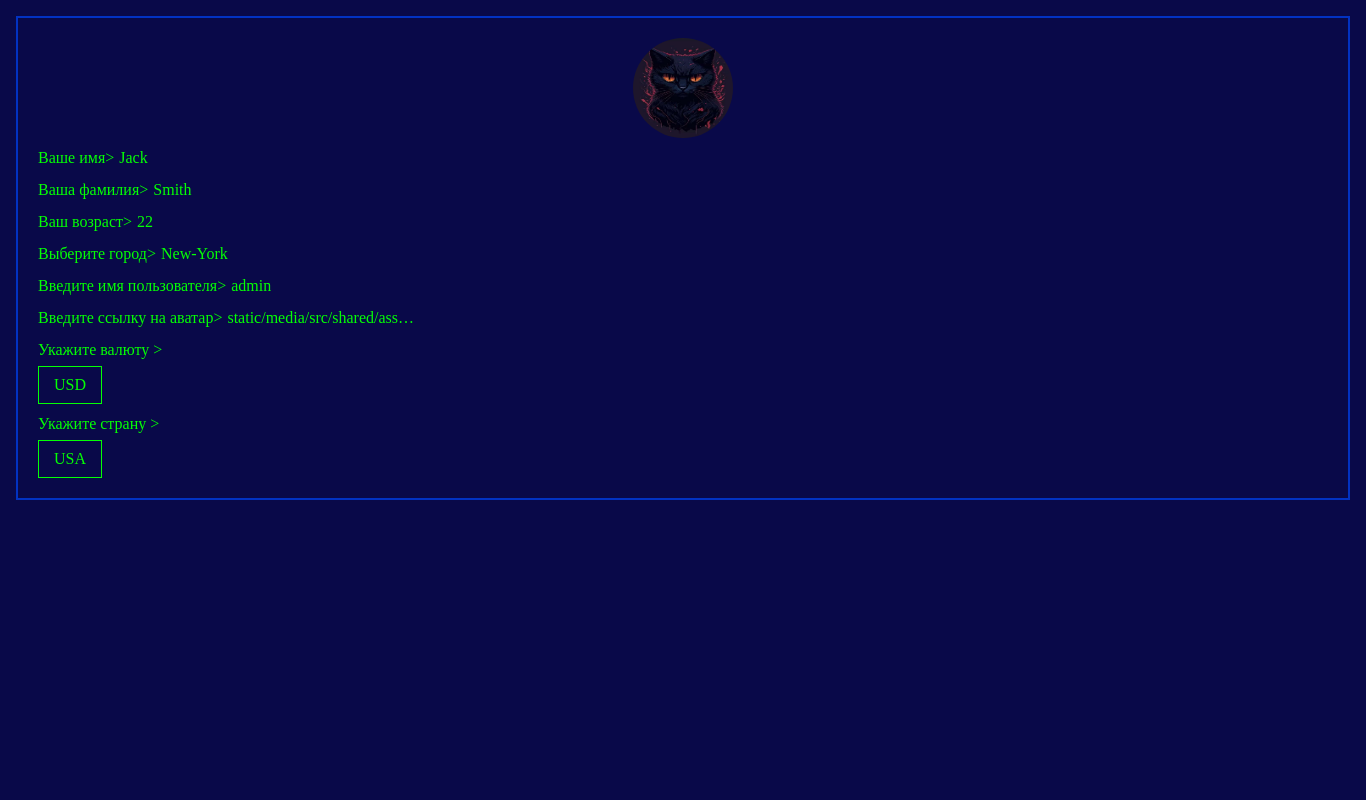 Ваше имя> Jack
Ваша фамилия> Smith
Ваш возраст> 22
Выберите город> New-York
Введите имя пользователя> admin
Введите ссылку на аватар> static/media/src/shared/ass…
Укажите валюту >
USD
Укажите страну >
USA